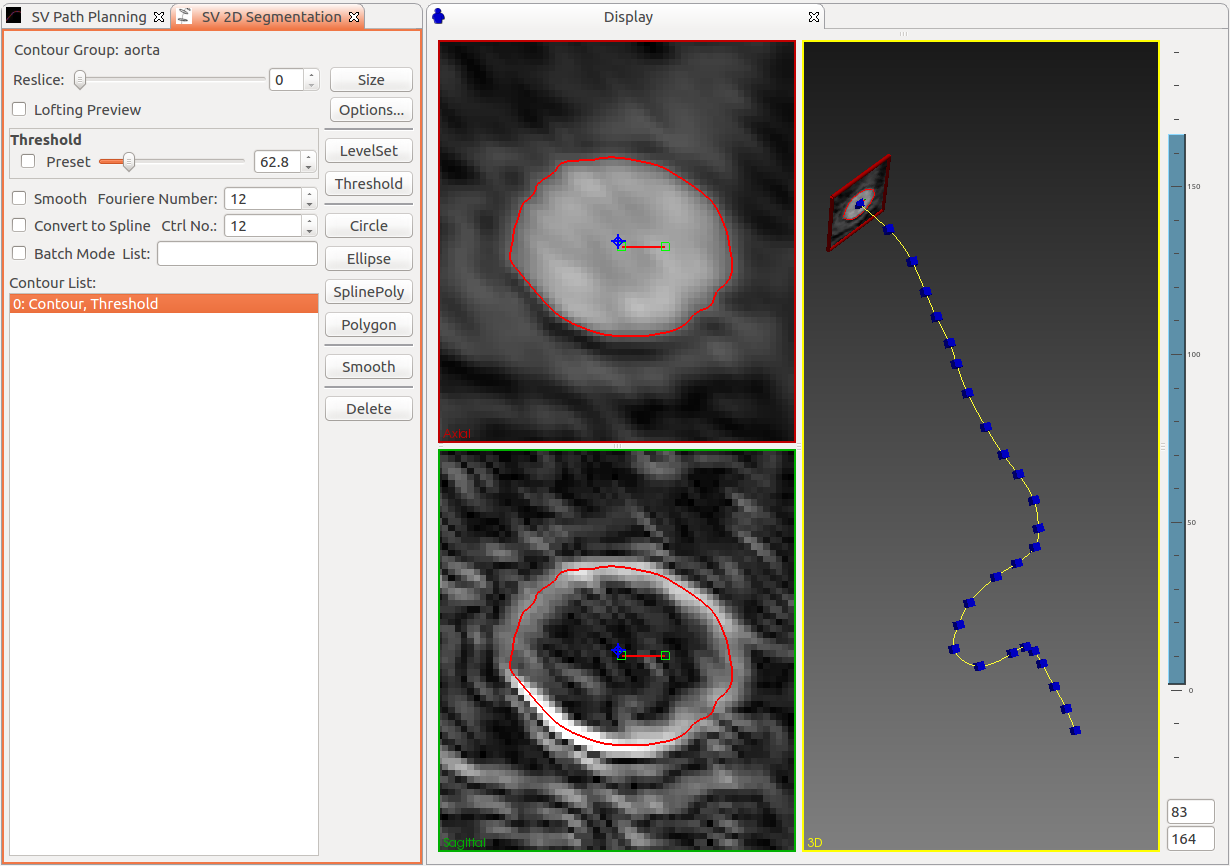 SV Path Planning
SV 2D Segmentation
Display
Contour Group: aorta
Reslice: 0
Size
Lofting Preview
Options...
Threshold
Preset 62.8
LevelSet
Threshold
Smooth Fouriere Number: 12
Convert to Spline Ctrl No.: 12
Circle
Batch Mode List:
Ellipse
Contour List:
SplinePoly
0: Contour, Threshold
Polygon
Smooth
Delete
Axial
Sagittal
3D
150
100
50
0
83
164